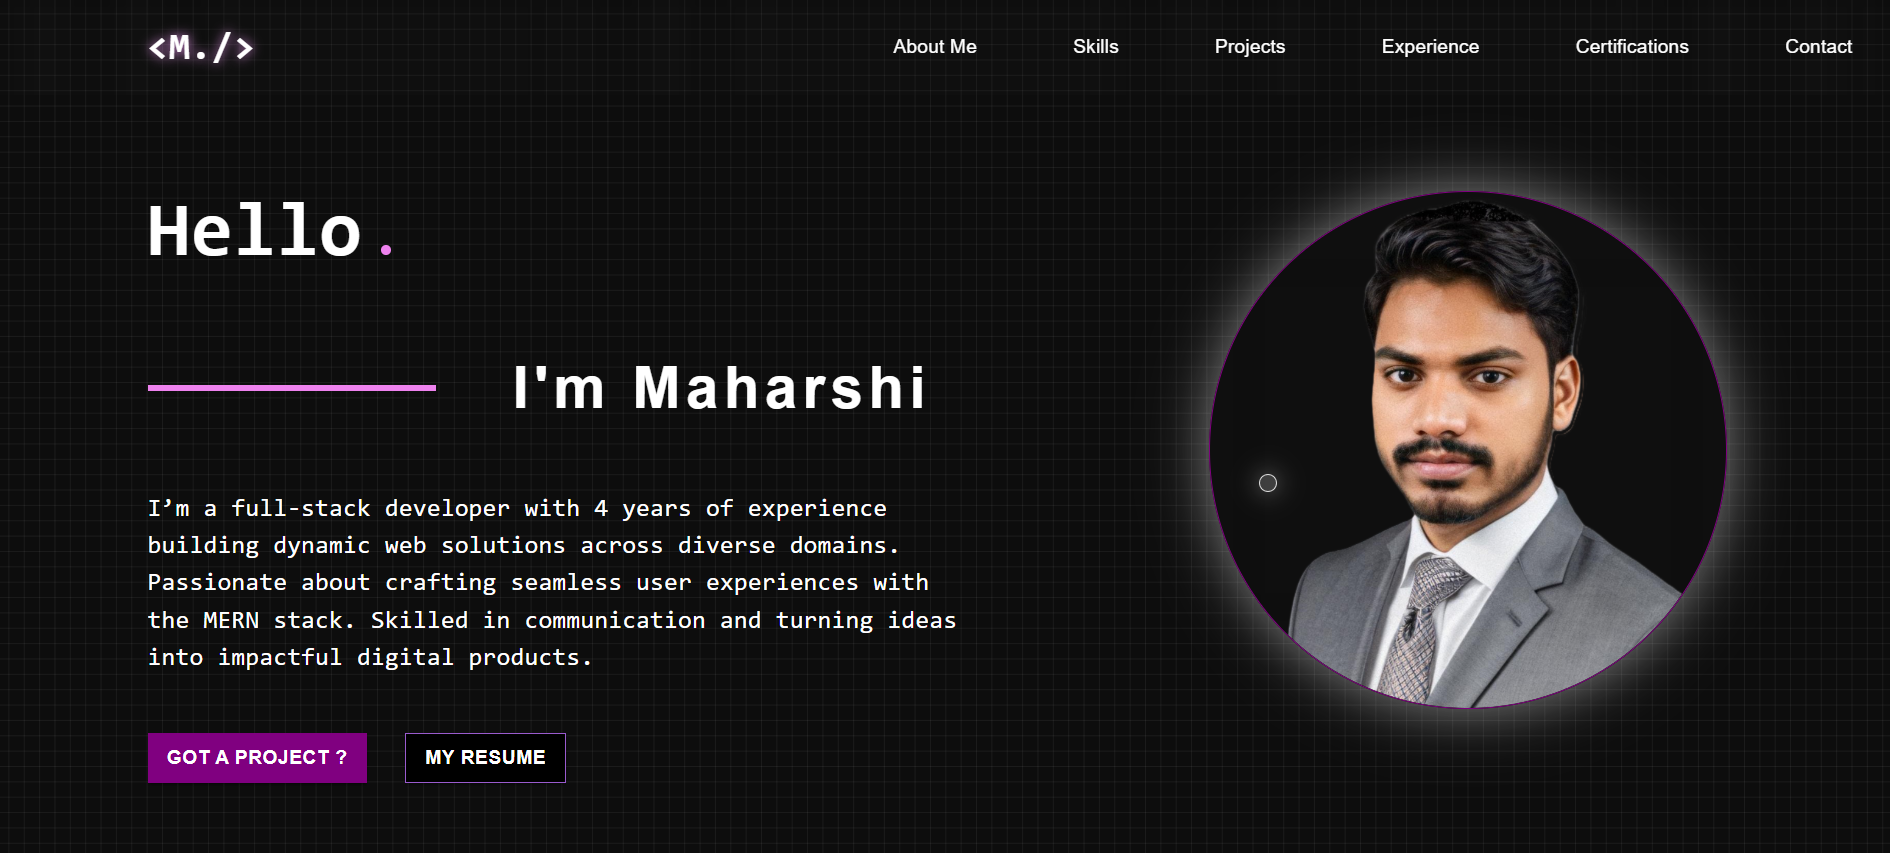 <M./>
About Me
Skills
Projects
Experience
Certifications
Contact
Hello.
I'm Maharshi
I’m a full-stack developer with 4 years of experience
building dynamic web solutions across diverse domains.
Passionate about crafting seamless user experiences with
the MERN stack. Skilled in communication and turning ideas
into impactful digital products.
GOT A PROJECT ?
MY RESUME